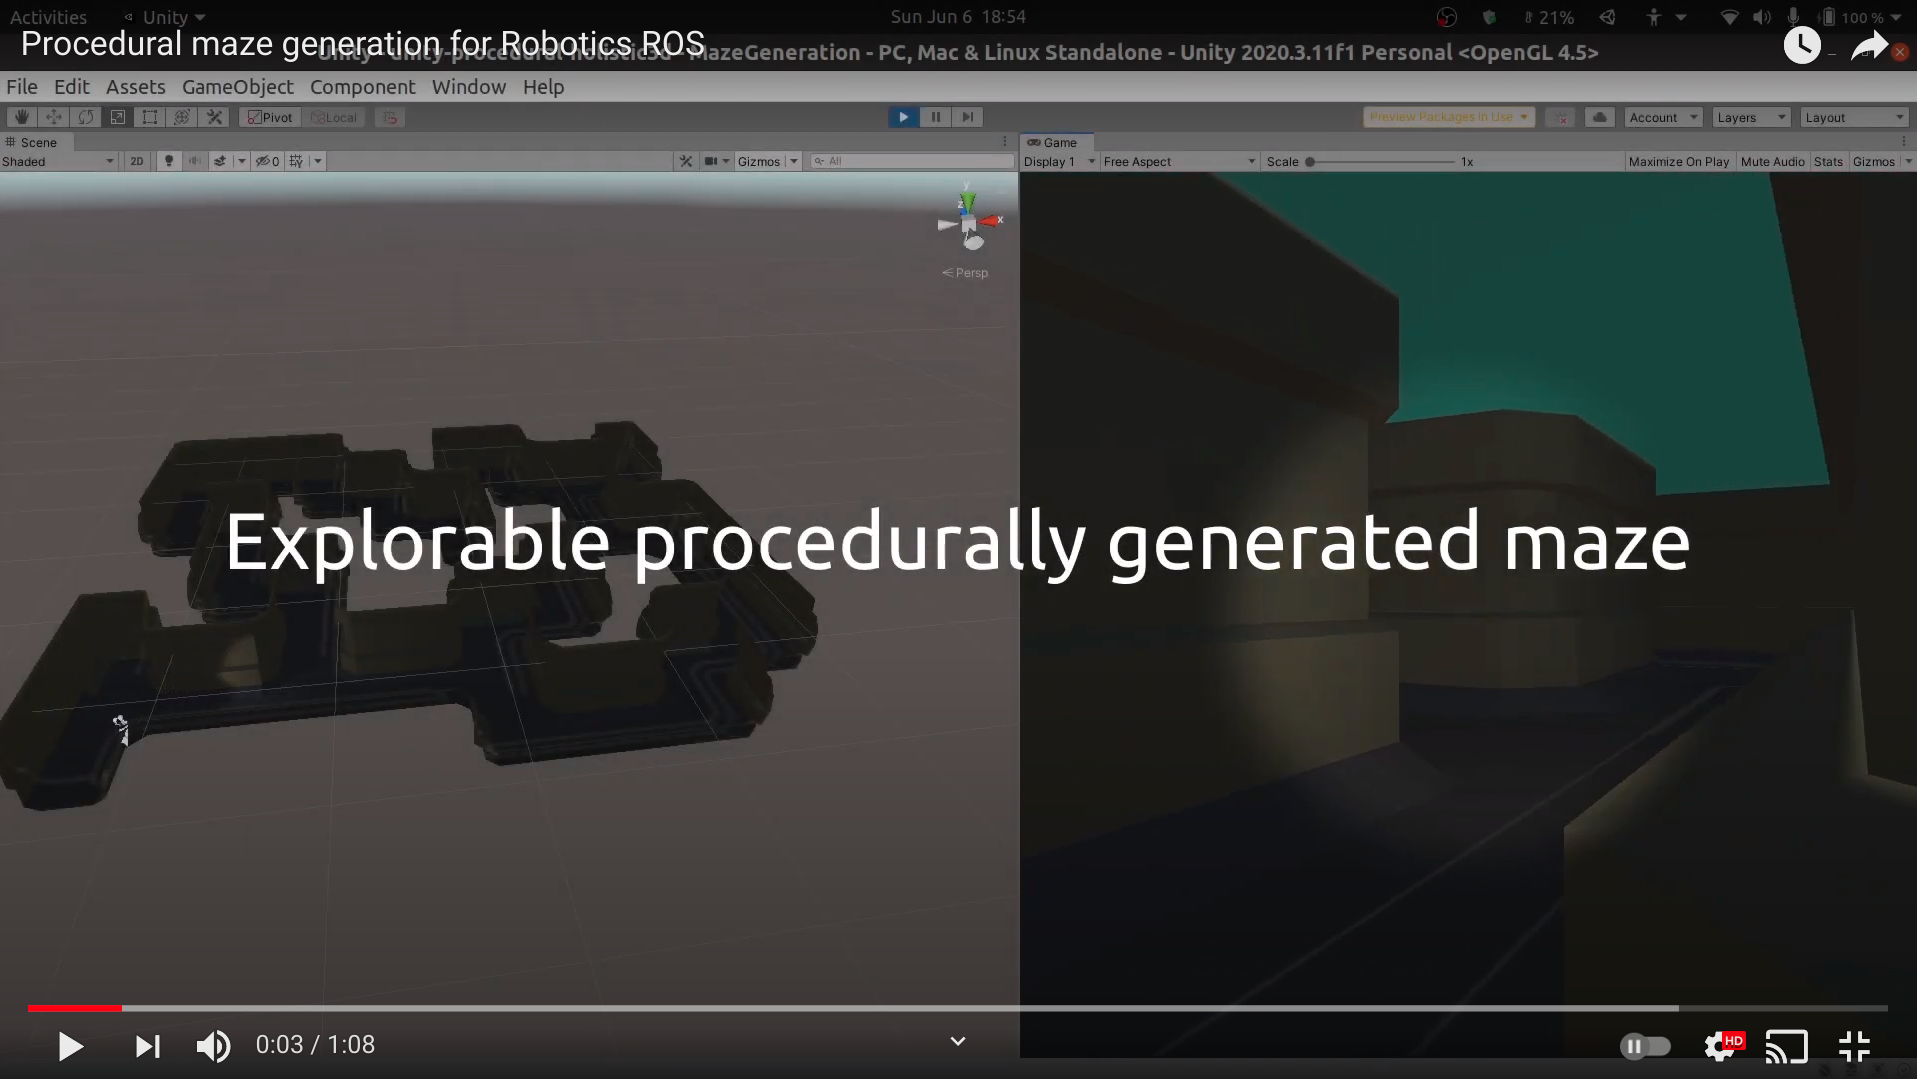 Activities Unity Sun Jun 6 18:54 21% 100 %
Procedural maze generation for Robotics ROS
Unity - unity-procedural holistic3d - MazeGeneration - PC, Mac & Linux Standalone - Unity 2020.3.11f1 Personal <OpenGL 4.5>
File Edit Assets GameObject Component Window Help
Pivot Local Preview Packages in Use Account Layers Layout
Scene Game
Shaded 2D 0 Gizmos All Display 1 Free Aspect Scale 1x Maximize On Play Mute Audio Stats Gizmos
y
z x
Persp
Explorable procedurally generated maze
0:03 / 1:08 HD